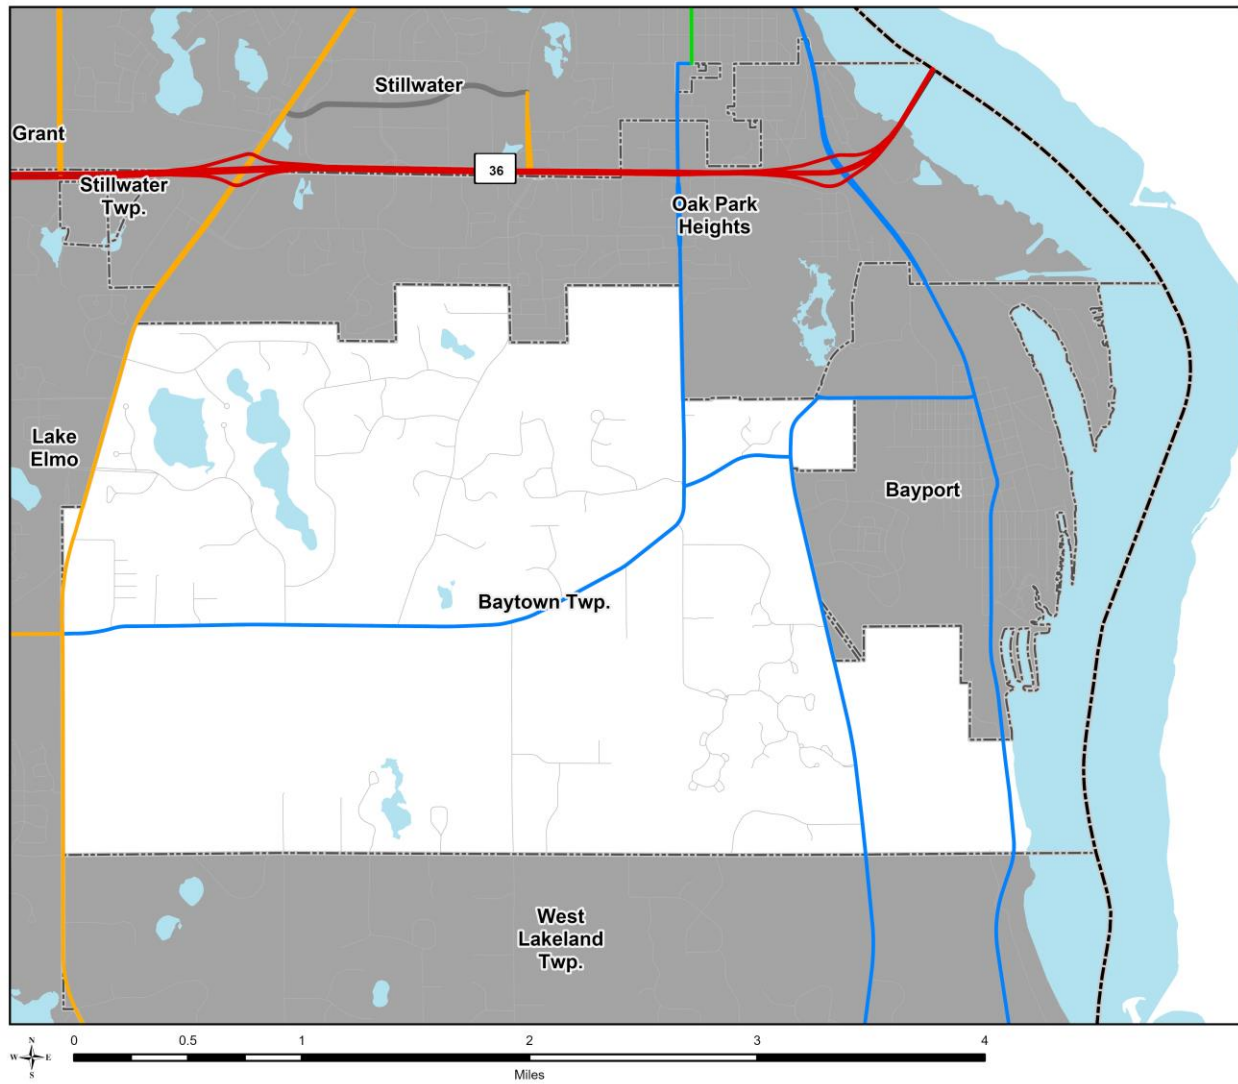 Stillwater
Grant
36
Stillwater
Twp.
Oak Park
Heights
Lake
Elmo
Bayport
Baytown Twp.
West
Lakeland
Twp.
N
W E
S
0 0.5 1 2 3 4
Miles